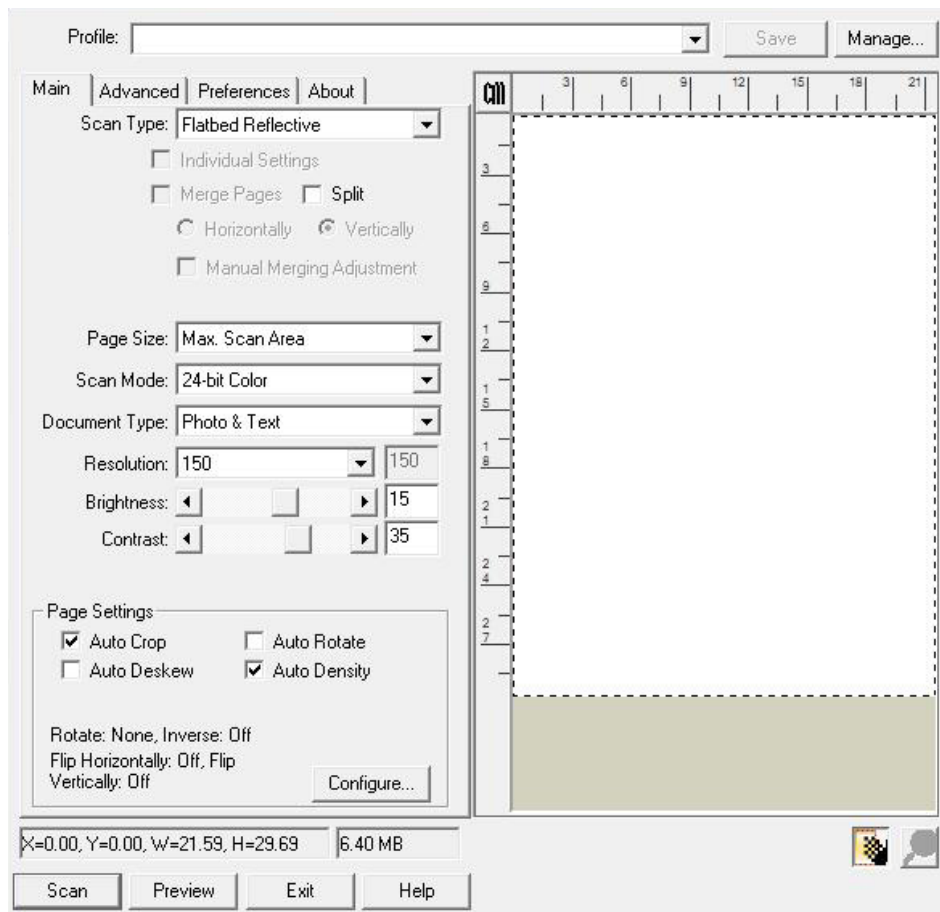 Profile: Save Manage...
Main Advanced Preferences About
cm 3 6 9 12 15 18 21
Scan Type: Flatbed Reflective
Individual Settings
Merge Pages Split
Horizontally Vertically
Manual Merging Adjustment
Page Size: Max. Scan Area
Scan Mode: 24-bit Color
Document Type: Photo & Text
Resolution: 150 150
Brightness: 15
Contrast: 35
Page Settings
Auto Crop Auto Rotate
Auto Deskew Auto Density
Rotate: None, Inverse: Off
Flip Horizontally: Off, Flip
Vertically: Off
Configure...
3
6
9
12
15
18
21
24
27
X=0.00, Y=0.00, W=21.59, H=29.69 6.40 MB
Scan Preview Exit Help